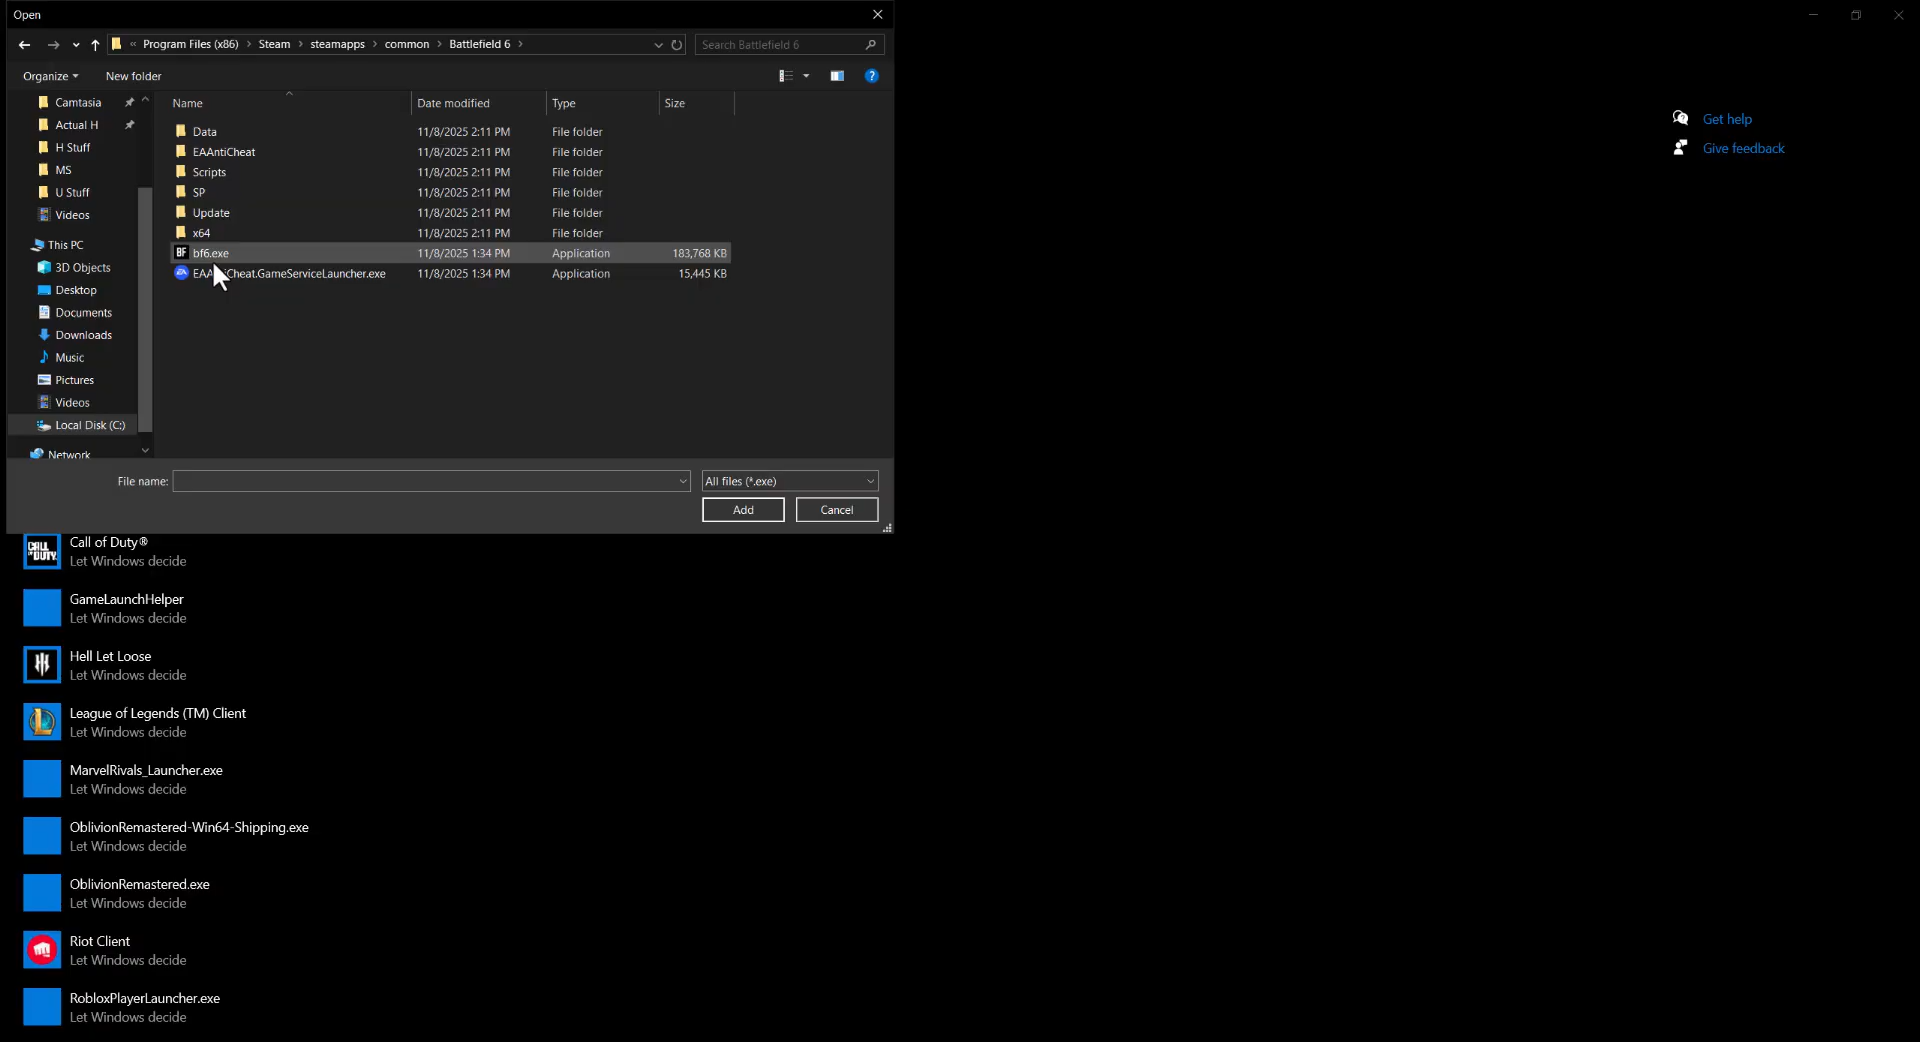 Open
« Program Files (x86) › Steam › steamapps › common › Battlefield 6 ›
Search Battlefield 6
Organize
New folder
Camtasia
Actual H
H Stuff
MS
U Stuff
Videos
This PC
3D Objects
Desktop
Documents
Downloads
Music
Pictures
Videos
Local Disk (C:)
Network
Name Date modified Type Size
Data 11/8/2025 2:11 PM File folder
EAAntiCheat 11/8/2025 2:11 PM File folder
Scripts 11/8/2025 2:11 PM File folder
SP 11/8/2025 2:11 PM File folder
Update 11/8/2025 2:11 PM File folder
x64 11/8/2025 2:11 PM File folder
BF bf6.exe 11/8/2025 1:34 PM Application 183,768 KB
EAAntiCheat.GameServiceLauncher.exe 11/8/2025 1:34 PM Application 15,445 KB
File name:
All files (*.exe)
Add
Cancel
Get help
Give feedback
CALL OF DUTY
Call of Duty®
Let Windows decide
GameLaunchHelper
Let Windows decide
Hell Let Loose
Let Windows decide
League of Legends (TM) Client
Let Windows decide
MarvelRivals_Launcher.exe
Let Windows decide
OblivionRemastered-Win64-Shipping.exe
Let Windows decide
OblivionRemastered.exe
Let Windows decide
Riot Client
Let Windows decide
RobloxPlayerLauncher.exe
Let Windows decide